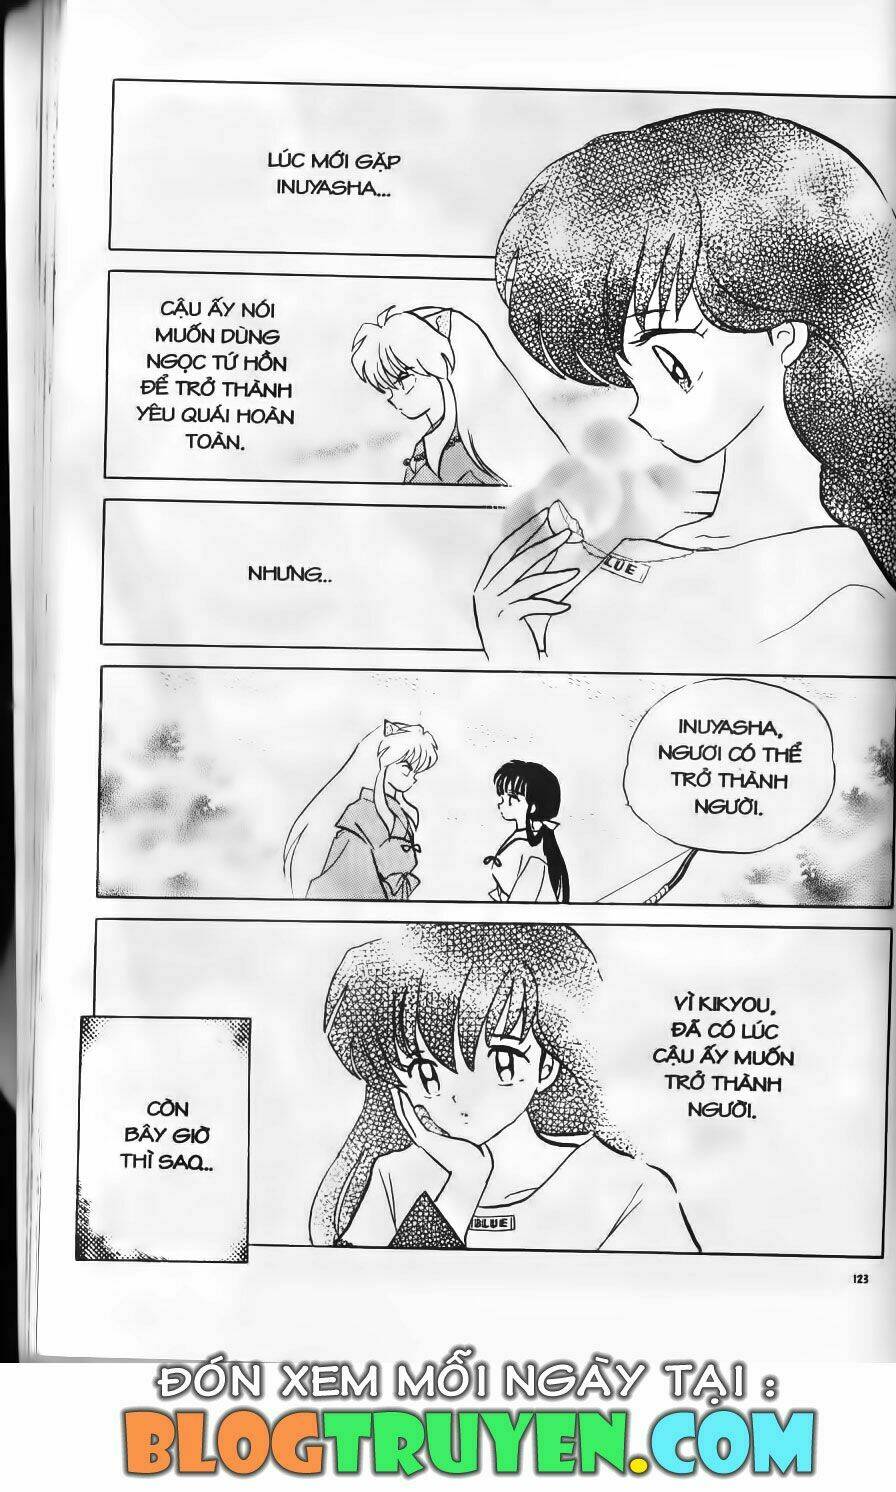 LÚC MỚI GẶP
INUYASHA...
CẬU ẤY NÓI
MUỐN DÙNG
NGỌC TỨ HỒN
ĐỂ TRỞ THÀNH
YÊU QUÁI HOÀN
TOÀN.
NHƯNG...
LUE
INUYASHA,
NGƯƠI CÓ THỂ
TRỞ THÀNH
NGƯỜI.
VÌ KIKYOU,
ĐÃ CÓ LÚC
CẬU ẤY MUỐN
TRỞ THÀNH
NGƯỜI.
CÒN
BÂY GIỜ
THÌ SAO...
BLUE
123
ĐÓN XEM MỖI NGÀY TẠI :
BLOGTRUYEN.COM